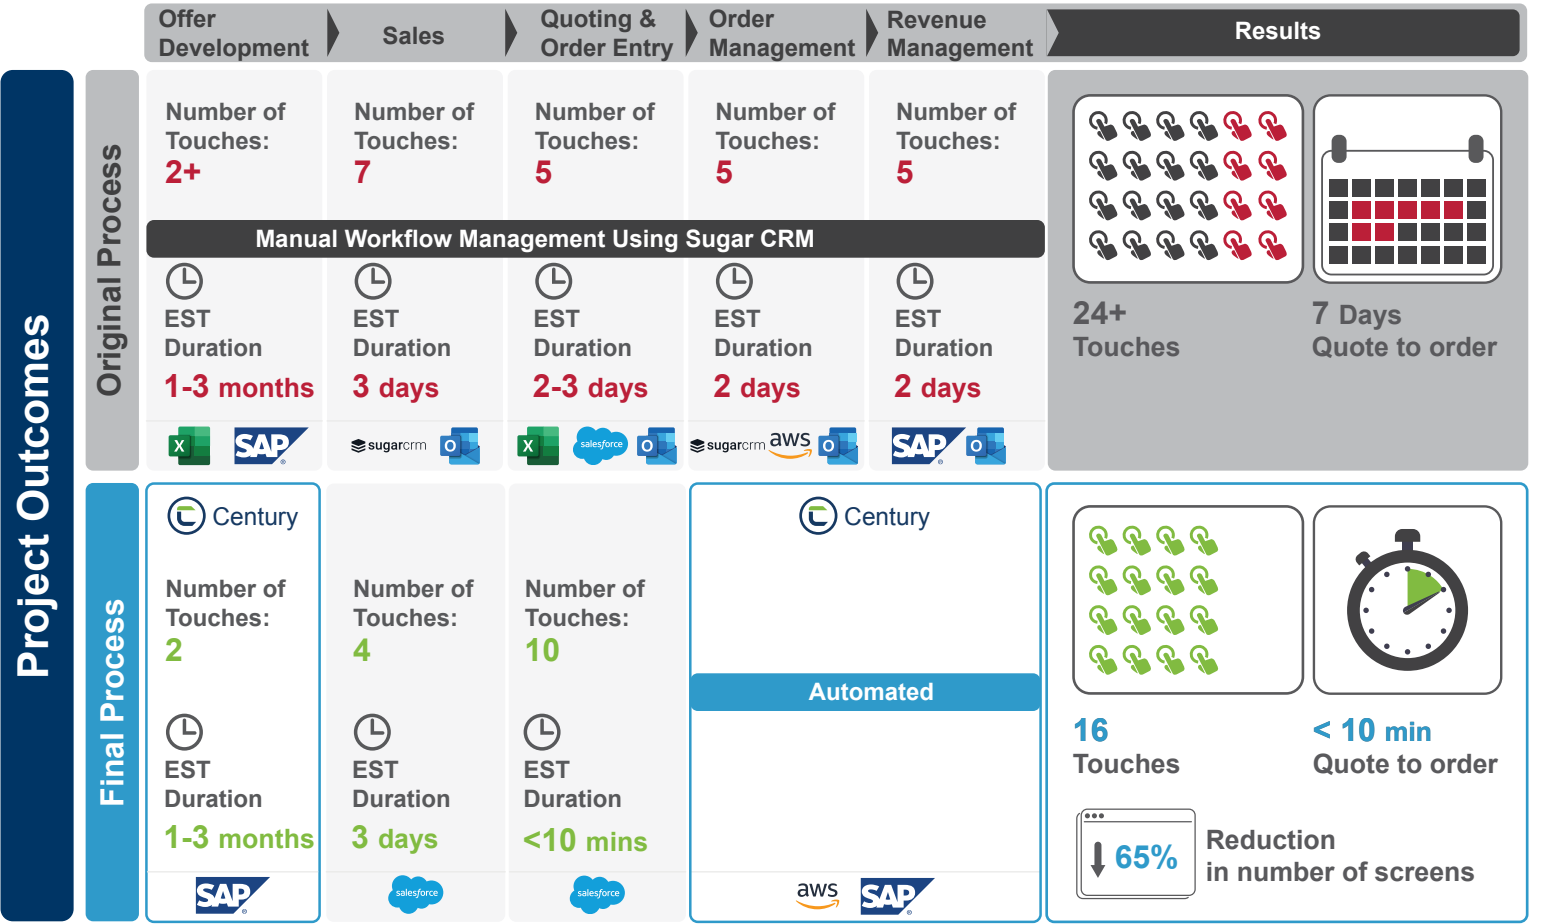 Offer
Development
Sales
Quoting &
Order Entry
Order
Management
Revenue
Management
Results
Project Outcomes
Original Process
Number of
Touches:
2+
Number of
Touches:
7
Number of
Touches:
5
Number of
Touches:
5
Number of
Touches:
5
Manual Workflow Management Using Sugar CRM
EST
Duration
1-3 months
EST
Duration
3 days
EST
Duration
2-3 days
EST
Duration
2 days
EST
Duration
2 days
X
SAP
®
sugarcrm
O
X
salesforce
O
sugarcrm
aws
O
SAP
®
O
24+
Touches
7 Days
Quote to order
Final Process
Century
Number of
Touches:
2
EST
Duration
1-3 months
SAP
®
Number of
Touches:
4
EST
Duration
3 days
salesforce
Number of
Touches:
10
EST
Duration
<10 mins
salesforce
Century
Automated
aws
SAP
®
16
Touches
< 10 min
Quote to order
65%
Reduction
in number of screens